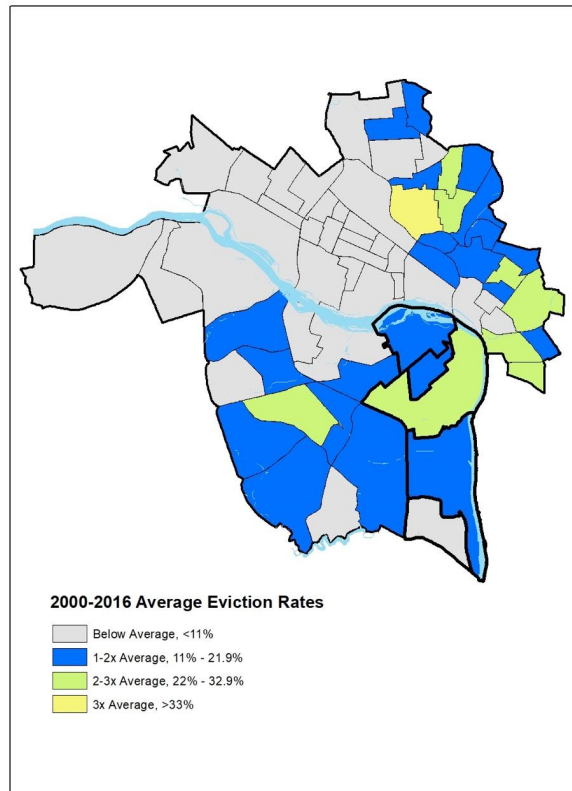 2000-2016 Average Eviction Rates
Below Average, <11%
1-2x Average, 11% - 21.9%
2-3x Average, 22% - 32.9%
3x Average, >33%